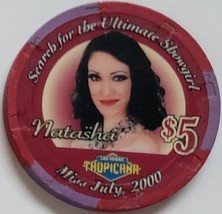 Search for the Ultimate Showgirl
Natasha
$5
LAS VEGAS
TROPICANA
Miss July, 2000